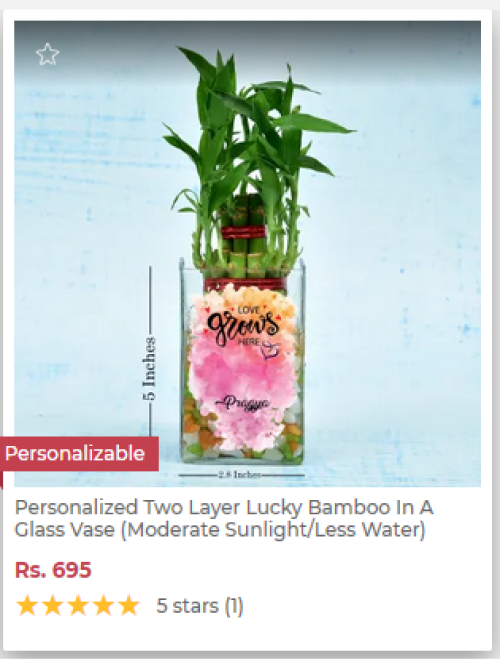 LOVE
grows
HERE
~Pragya
5 Inches
2.8 Inches
Personalizable
Personalized Two Layer Lucky Bamboo In A
Glass Vase (Moderate Sunlight/Less Water)
Rs. 695
5 stars (1)